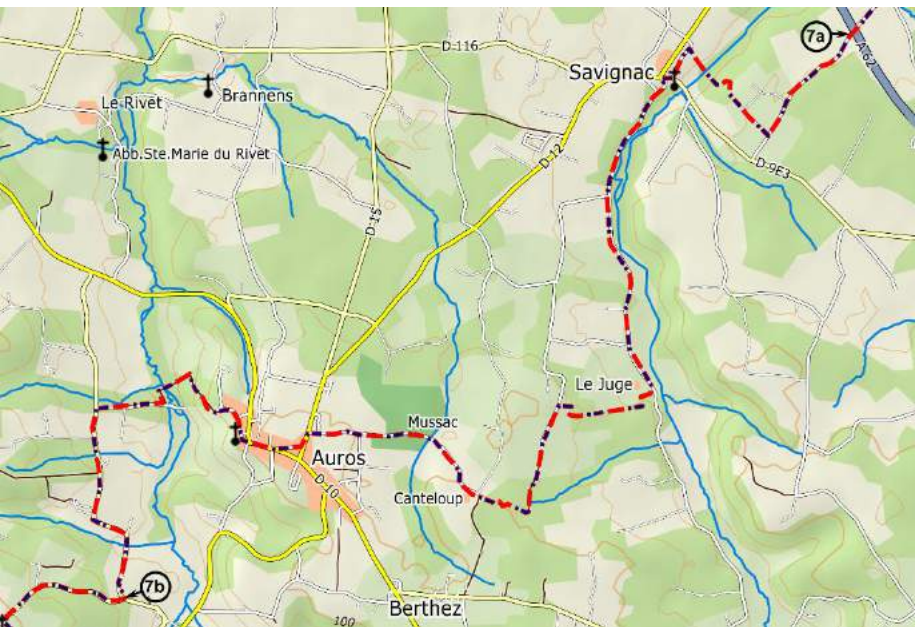 7a
A 62
D-116
Savignac
Brannens
Le Rivet
Abb.Ste.Marie du Rivet
D-12
D-9E3
D-15
Le Juge
Mussac
Auros
D-10
Canteloup
7b
Berthez
100